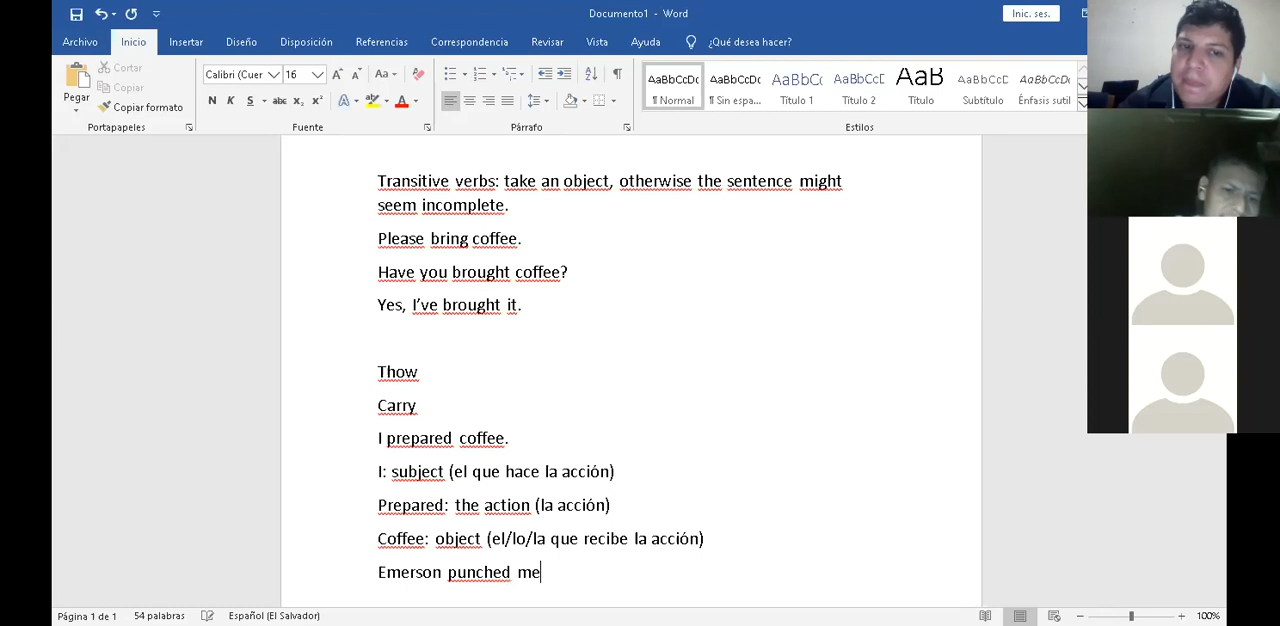 Documento1 - Word
Inic. ses.
Archivo Inicio Insertar Diseño Disposición Referencias Correspondencia Revisar Vista Ayuda ¿Qué desea hacer?
Pegar
Cortar
Copiar
Copiar formato
Portapapeles
Calibri (Cuer 16
Fuente
Párrafo
AaBbCcDc AaBbCcDc AaBbCc AaBbCcD AaB AaBbCcD AaBbCcDc
¶ Normal ¶ Sin espa... Título 1 Título 2 Título Subtítulo Énfasis sutil
Estilos
Transitive verbs: take an object, otherwise the sentence might
seem incomplete.
Please bring coffee.
Have you brought coffee?
Yes, I’ve brought it.
Thow
Carry
I prepared coffee.
I: subject (el que hace la acción)
Prepared: the action (la acción)
Coffee: object (el/lo/la que recibe la acción)
Emerson punched me
Página 1 de 1 54 palabras Español (El Salvador) 100%